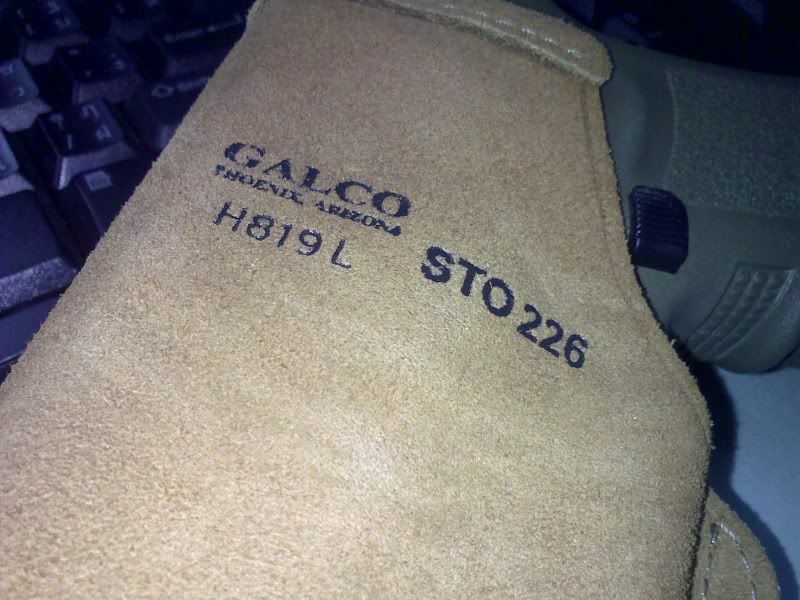 GALCO
PHOENIX, ARIZONA
H819L
STO 226